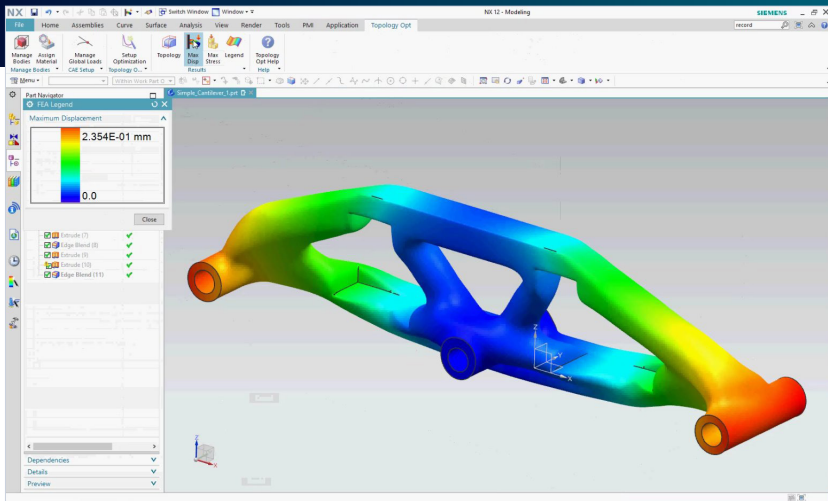 NX Switch Window Window NX 12 - Modeling SIEMENS
File Home Assemblies Curve Surface Analysis View Render Tools PMI Application Topology Opt record
Manage Bodies Assign Material Manage Global Loads Setup Optimization Topology Max Disp Max Stress Legend Topology Opt Help
Manage Bodies CAE Setup Topology O... Results Help
Menu Within Work Part O
Part Navigator Simple_Cantilever_1.prt
FEA Legend
Maximum Displacement
2.354E-01 mm
0.0
Close
Extrude (7)
Edge Blend (8)
Extrude (9)
Extrude (10)
Edge Blend (11)
Z
Y
X
Z
X
Dependencies
Details
Preview